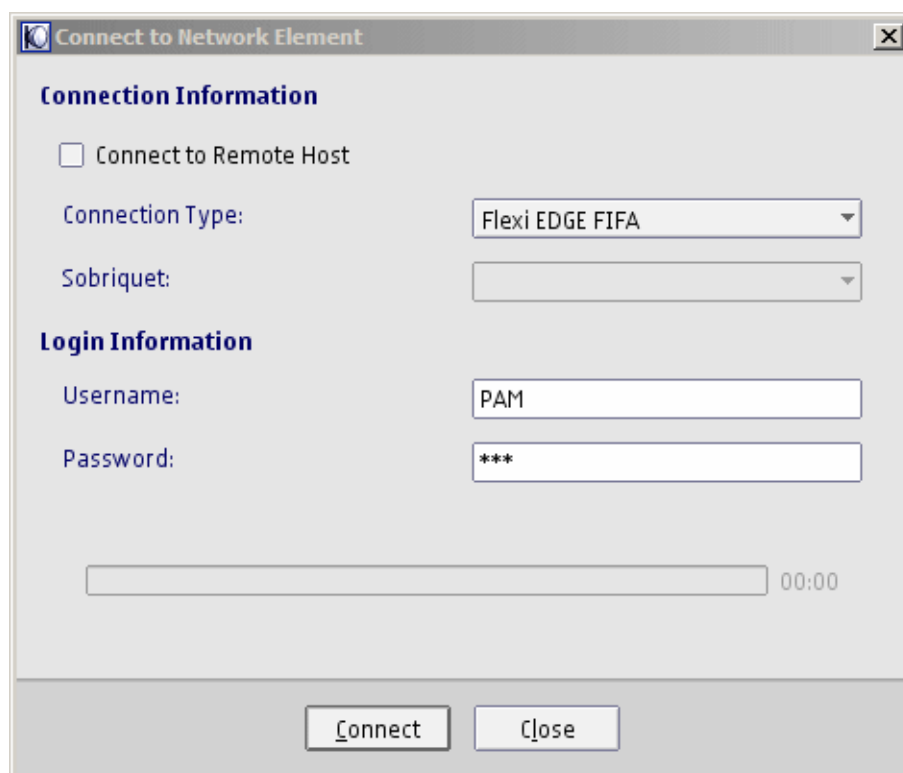 Connect to Network Element
Connection Information
Connect to Remote Host
Connection Type: Flexi EDGE FIFA
Sobriquet:
Login Information
Username: PAM
Password: ***
00:00
Connect Close